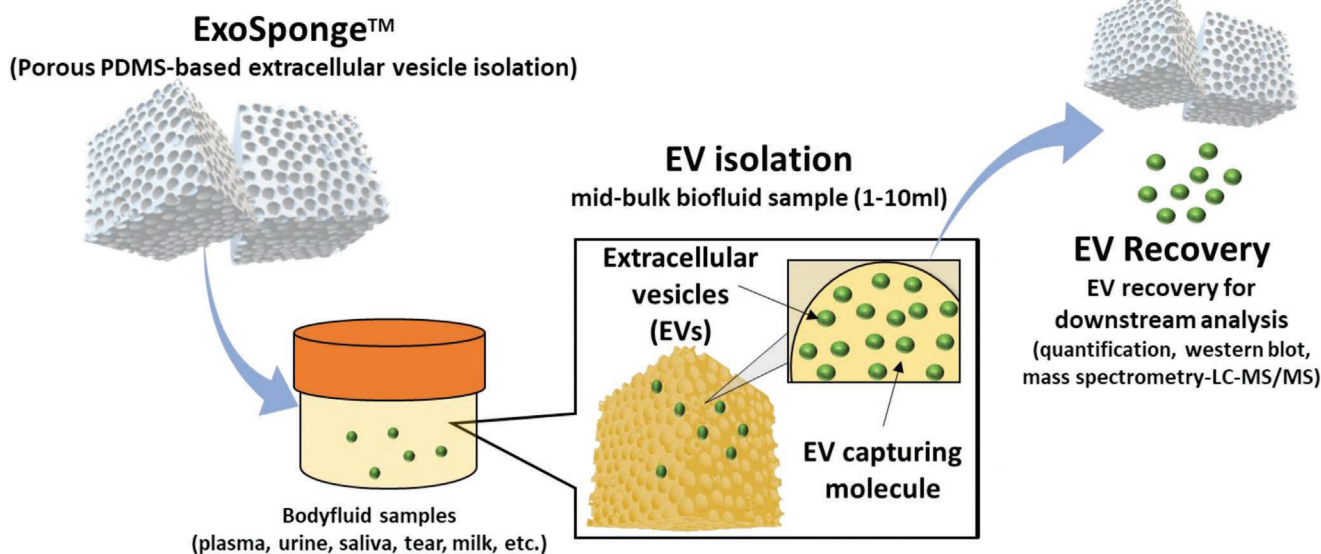 ExoSponge™
(Porous PDMS-based extracellular vesicle isolation)
EV isolation
mid-bulk biofluid sample (1-10ml)
Extracellular
vesicles
(EVs)
EV capturing
molecule
Bodyfluid samples
(plasma, urine, saliva, tear, milk, etc.)
EV Recovery
EV recovery for
downstream analysis
(quantification, western blot,
mass spectrometry-LC-MS/MS)